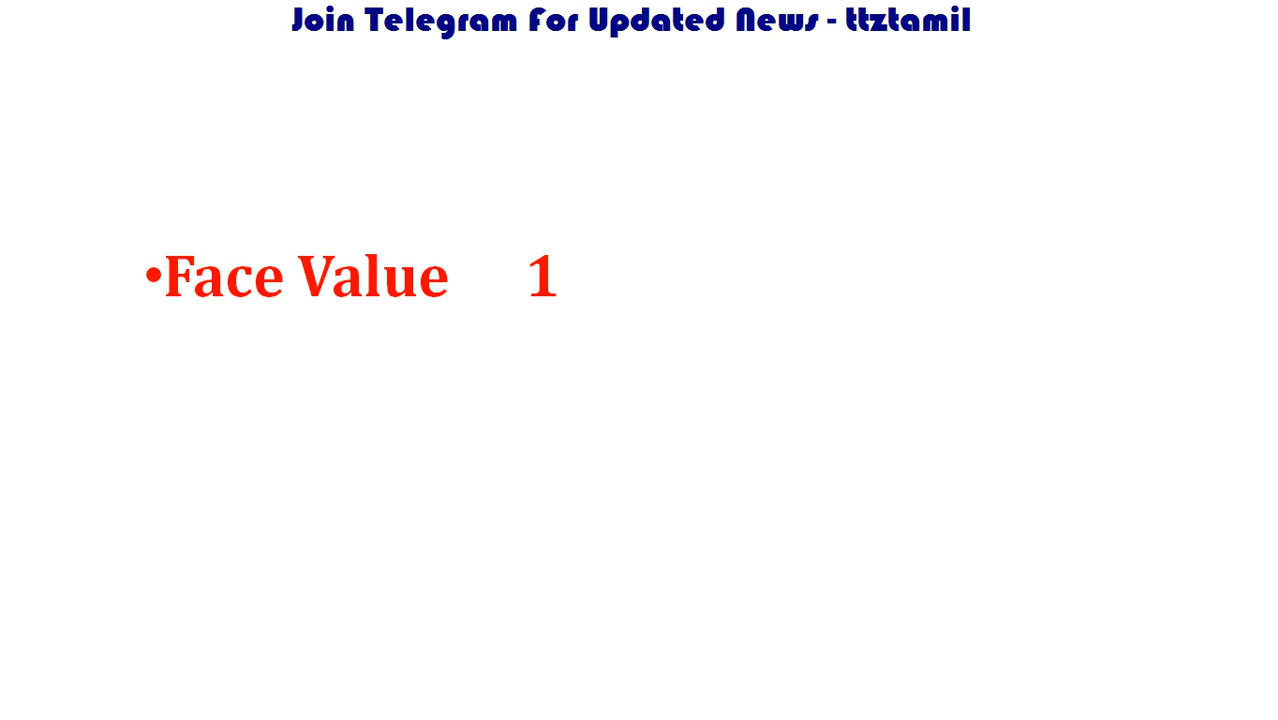 Join Telegram For Updated News - ttztamil
•Face Value 1